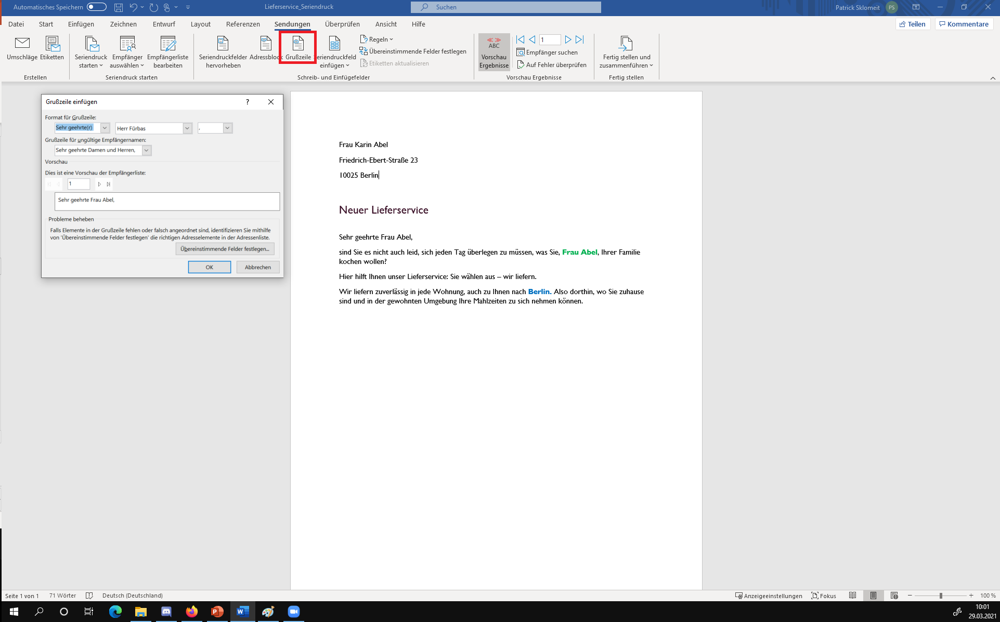 Automatisches Speichern
Lieferservice_Seriendruck
Suchen
Patrick Sklomeit
PS
Datei Start Einfügen Zeichnen Entwurf Layout Referenzen Sendungen Überprüfen Ansicht Hilfe
Teilen
Kommentare
Umschläge
Etiketten
Erstellen
Seriendruck
starten
Empfänger
auswählen
Empfängerliste
bearbeiten
Seriendruck starten
Seriendruckfelder
hervorheben
Adressblock
Grußzeile
eriendruckfeld
einfügen
Regeln
Übereinstimmende Felder festlegen
Etiketten aktualisieren
Schreib- und Einfügefelder
ABC
Vorschau
Ergebnisse
1
Empfänger suchen
Auf Fehler überprüfen
Vorschau Ergebnisse
Fertig stellen und
zusammenführen
Fertig stellen
Grußzeile einfügen
?
Format für Grußzeile:
Sehr geehrte(r)
Herr Fürbas
,
Grußzeile für ungültige Empfängernamen:
Sehr geehrte Damen und Herren,
Vorschau
Dies ist eine Vorschau der Empfängerliste:
1
Sehr geehrte Frau Abel,
Probleme beheben
Falls Elemente in der Grußzeile fehlen oder falsch angeordnet sind, identifizieren Sie mithilfe
von 'Übereinstimmende Felder festlegen' die richtigen Adresselemente in der Adressenliste.
Übereinstimmende Felder festlegen...
OK
Abbrechen
Frau Karin Abel
Friedrich-Ebert-Straße 23
10025 Berlin
Neuer Lieferservice
Sehr geehrte Frau Abel,
sind Sie es nicht auch leid, sich jeden Tag überlegen zu müssen, was Sie, Frau Abel, Ihrer Familie
kochen wollen?
Hier hilft Ihnen unser Lieferservice: Sie wählen aus – wir liefern.
Wir liefern zuverlässig in jede Wohnung, auch zu Ihnen nach Berlin. Also dorthin, wo Sie zuhause
sind und in der gewohnten Umgebung Ihre Mahlzeiten zu sich nehmen können.
Seite 1 von 1
71 Wörter
Deutsch (Deutschland)
Anzeigeeinstellungen
Fokus
100 %
P
W
10:01
29.03.2021